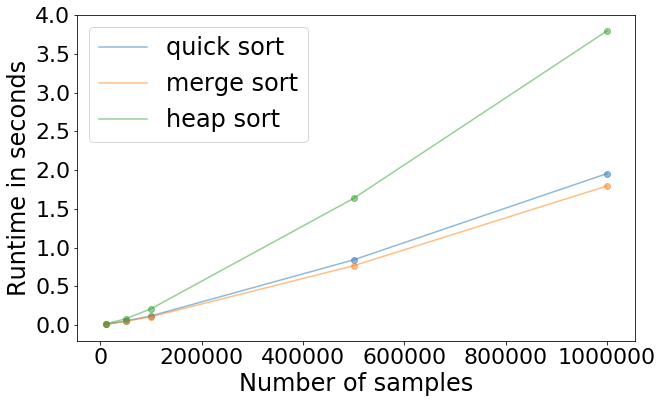 4.0
3.5
3.0
2.5
2.0
1.5
1.0
0.5
0.0
Runtime in seconds
quick sort
merge sort
heap sort
0 200000 400000 600000 800000 1000000
Number of samples